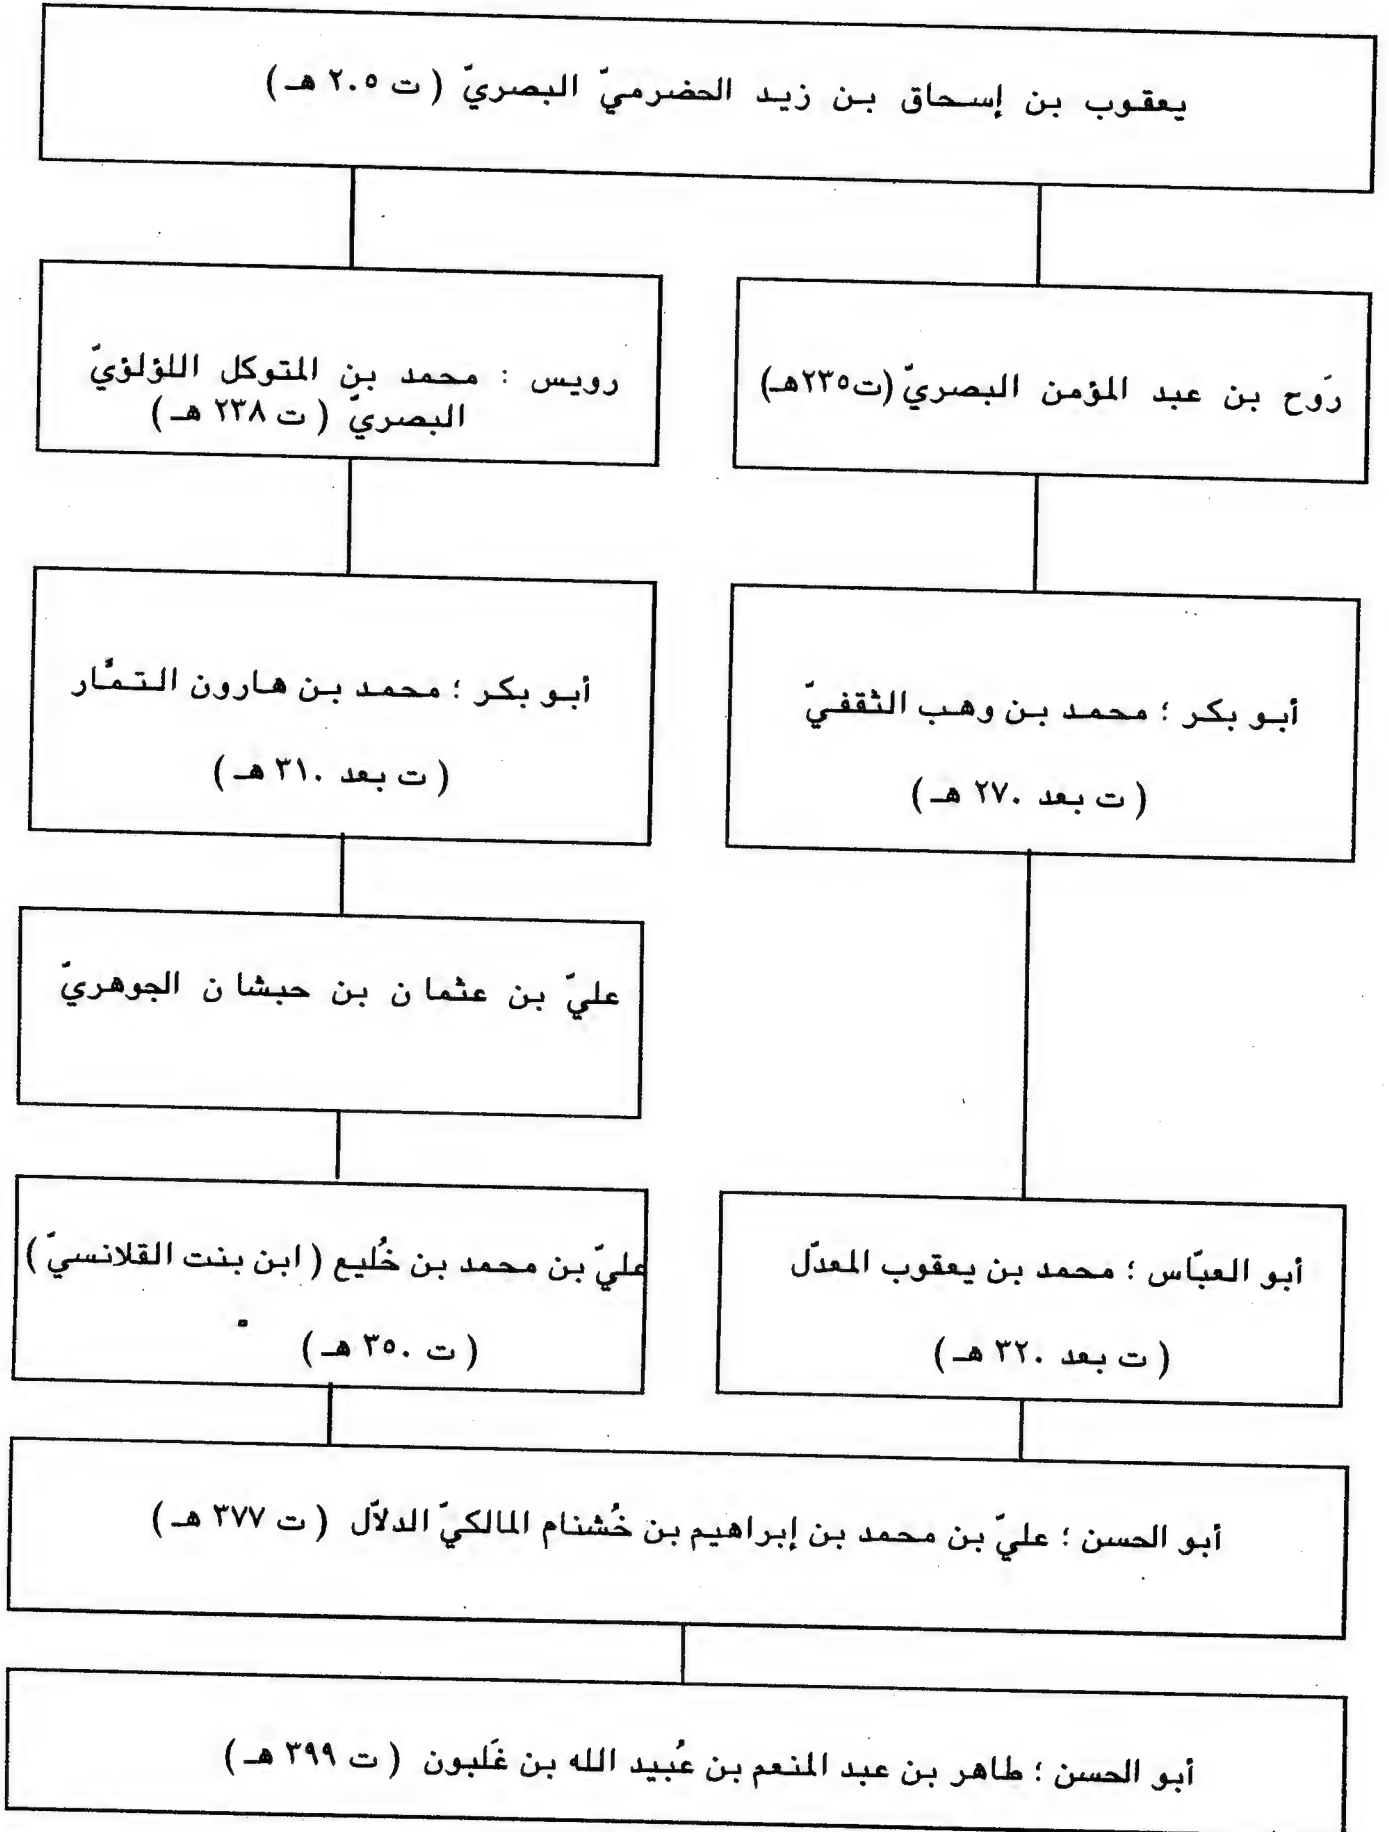 يعقوب بن إسحاق بن زيد الحضرميّ البصريّ ( ت ٢٠٥ هـ )
رَوح بن عبد المؤمن البصريّ (ت٢٣٥هـ)
رويس : محمد بن المتوكل اللؤلؤيّ
البصريّ ( ت ٢٣٨ هـ )
أبو بكر ؛ محمد بن وهب الثقفيّ
( ت بعد ٢٧٠ هـ )
أبو بكر ؛ محمد بن هارون التمَّار
( ت بعد ٣١٠ هـ )
عليّ بن عثمان بن حبشان الجوهريّ
أبو العبّاس ؛ محمد بن يعقوب المعدّل
( ت بعد ٣٢٠ هـ )
عليّ بن محمد بن خُليع ( ابن بنت القلانسيّ )
( ت ٣٥٠ هـ )
أبو الحسن ؛ عليّ بن محمد بن إبراهيم بن خُشنام المالكيّ الدلاّل ( ت ٣٧٧ هـ )
أبو الحسن ؛ طاهر بن عبد المنعم بن عُبيد الله بن غَلبون ( ت ٣٩٩ هـ )